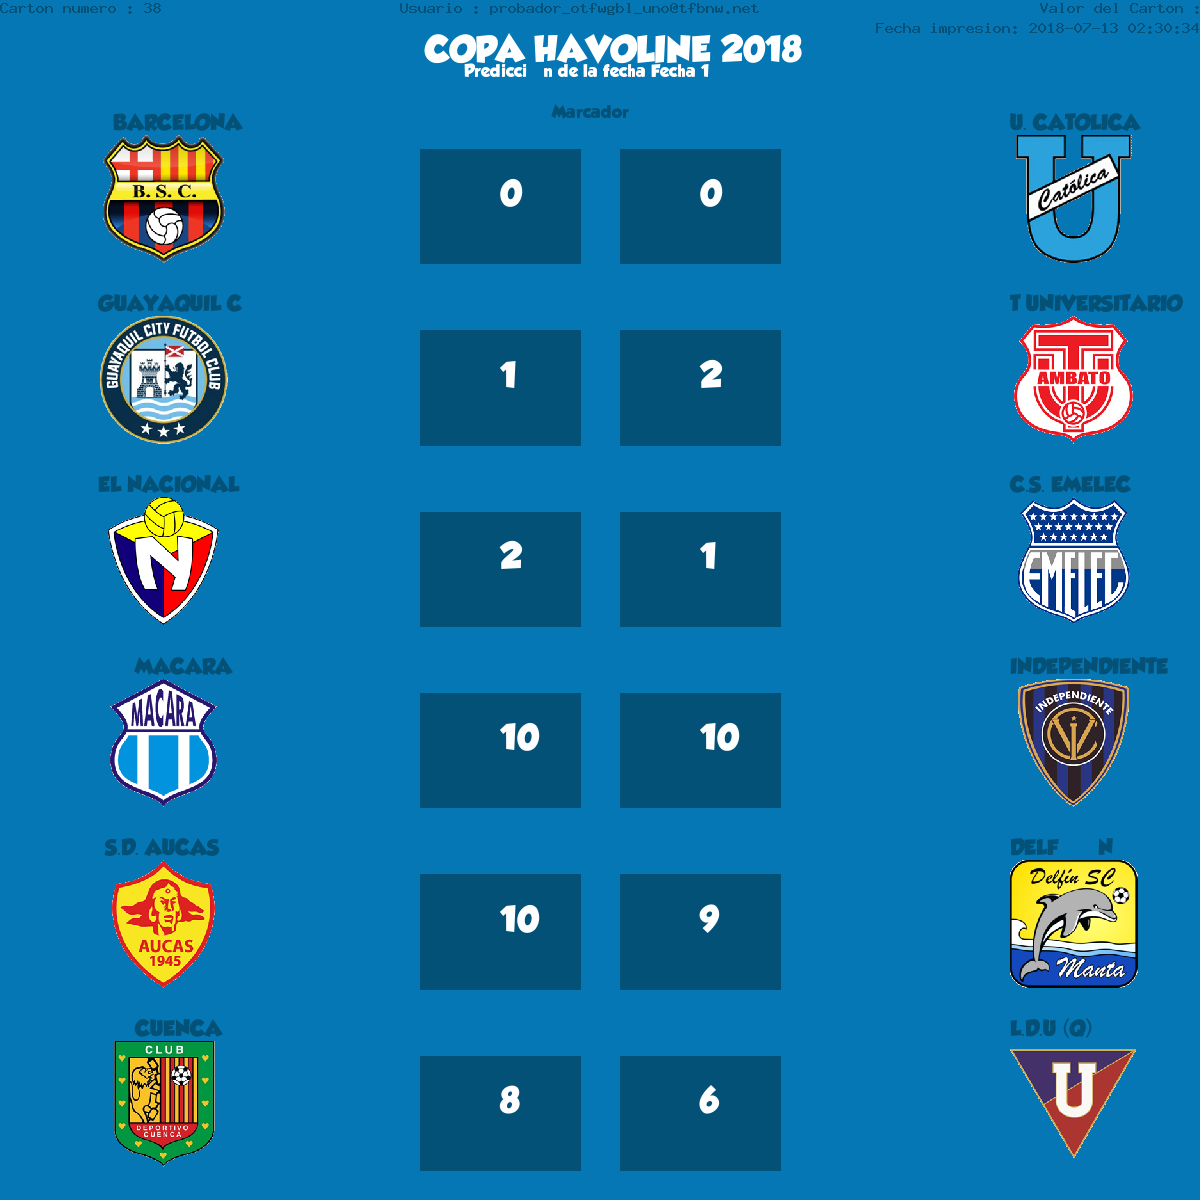 Carton numero : 38 Usuario : probador_otfwgbl_uno@tfbnw.net Valor del Carton :
Fecha impresion: 2018-07-13 02:30:34
COPA HAVOLINE 2018
Predicci n de la fecha Fecha 1
Marcador
BARCELONA U. CATOLICA
B. S. C. 0 0 Católica
GUAYAQUIL C T UNIVERSITARIO
GUAYAQUIL CITY FUTBOL CLUB 1 2 T U AMBATO
EL NACIONAL C.S. EMELEC
N 2 1 EMELEC
MACARA INDEPENDIENTE
MACARA 10 10 INDEPENDIENTE
S.D. AUCAS DELF N
AUCAS 1945 10 9 Delfín SC Manta
CUENCA L.D.U (Q)
CLUB DEPORTIVO CUENCA 8 6 U